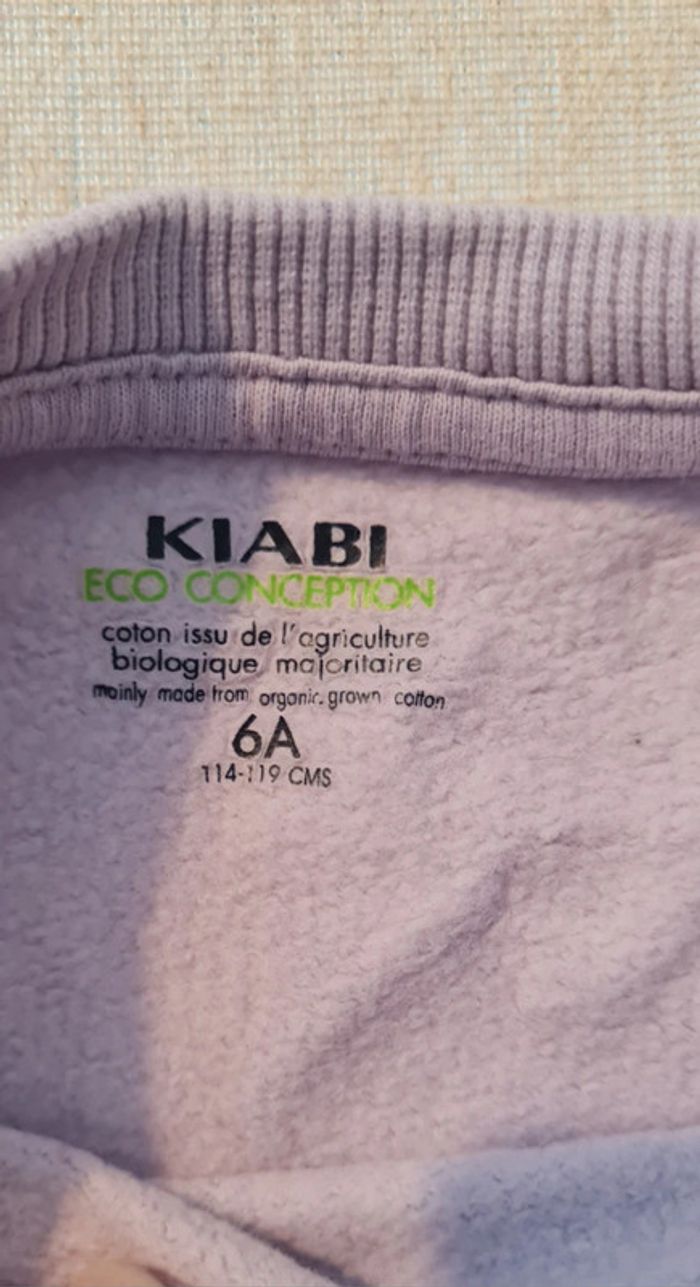 KIABI
ECO CONCEPTION
coton issu de l'agriculture
biologique majoritaire
mainly made from organic. grown cotton
6A
114-119 CMS